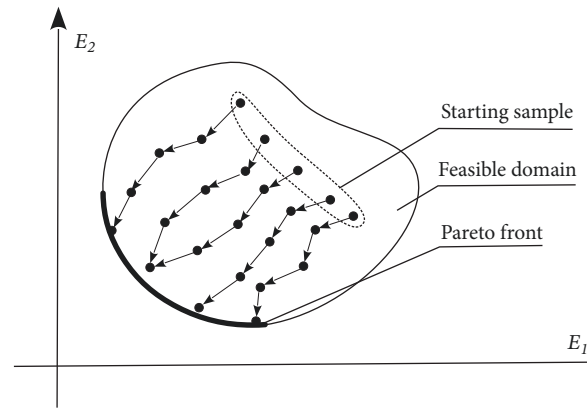 E2
Starting sample
Feasible domain
Pareto front
E1